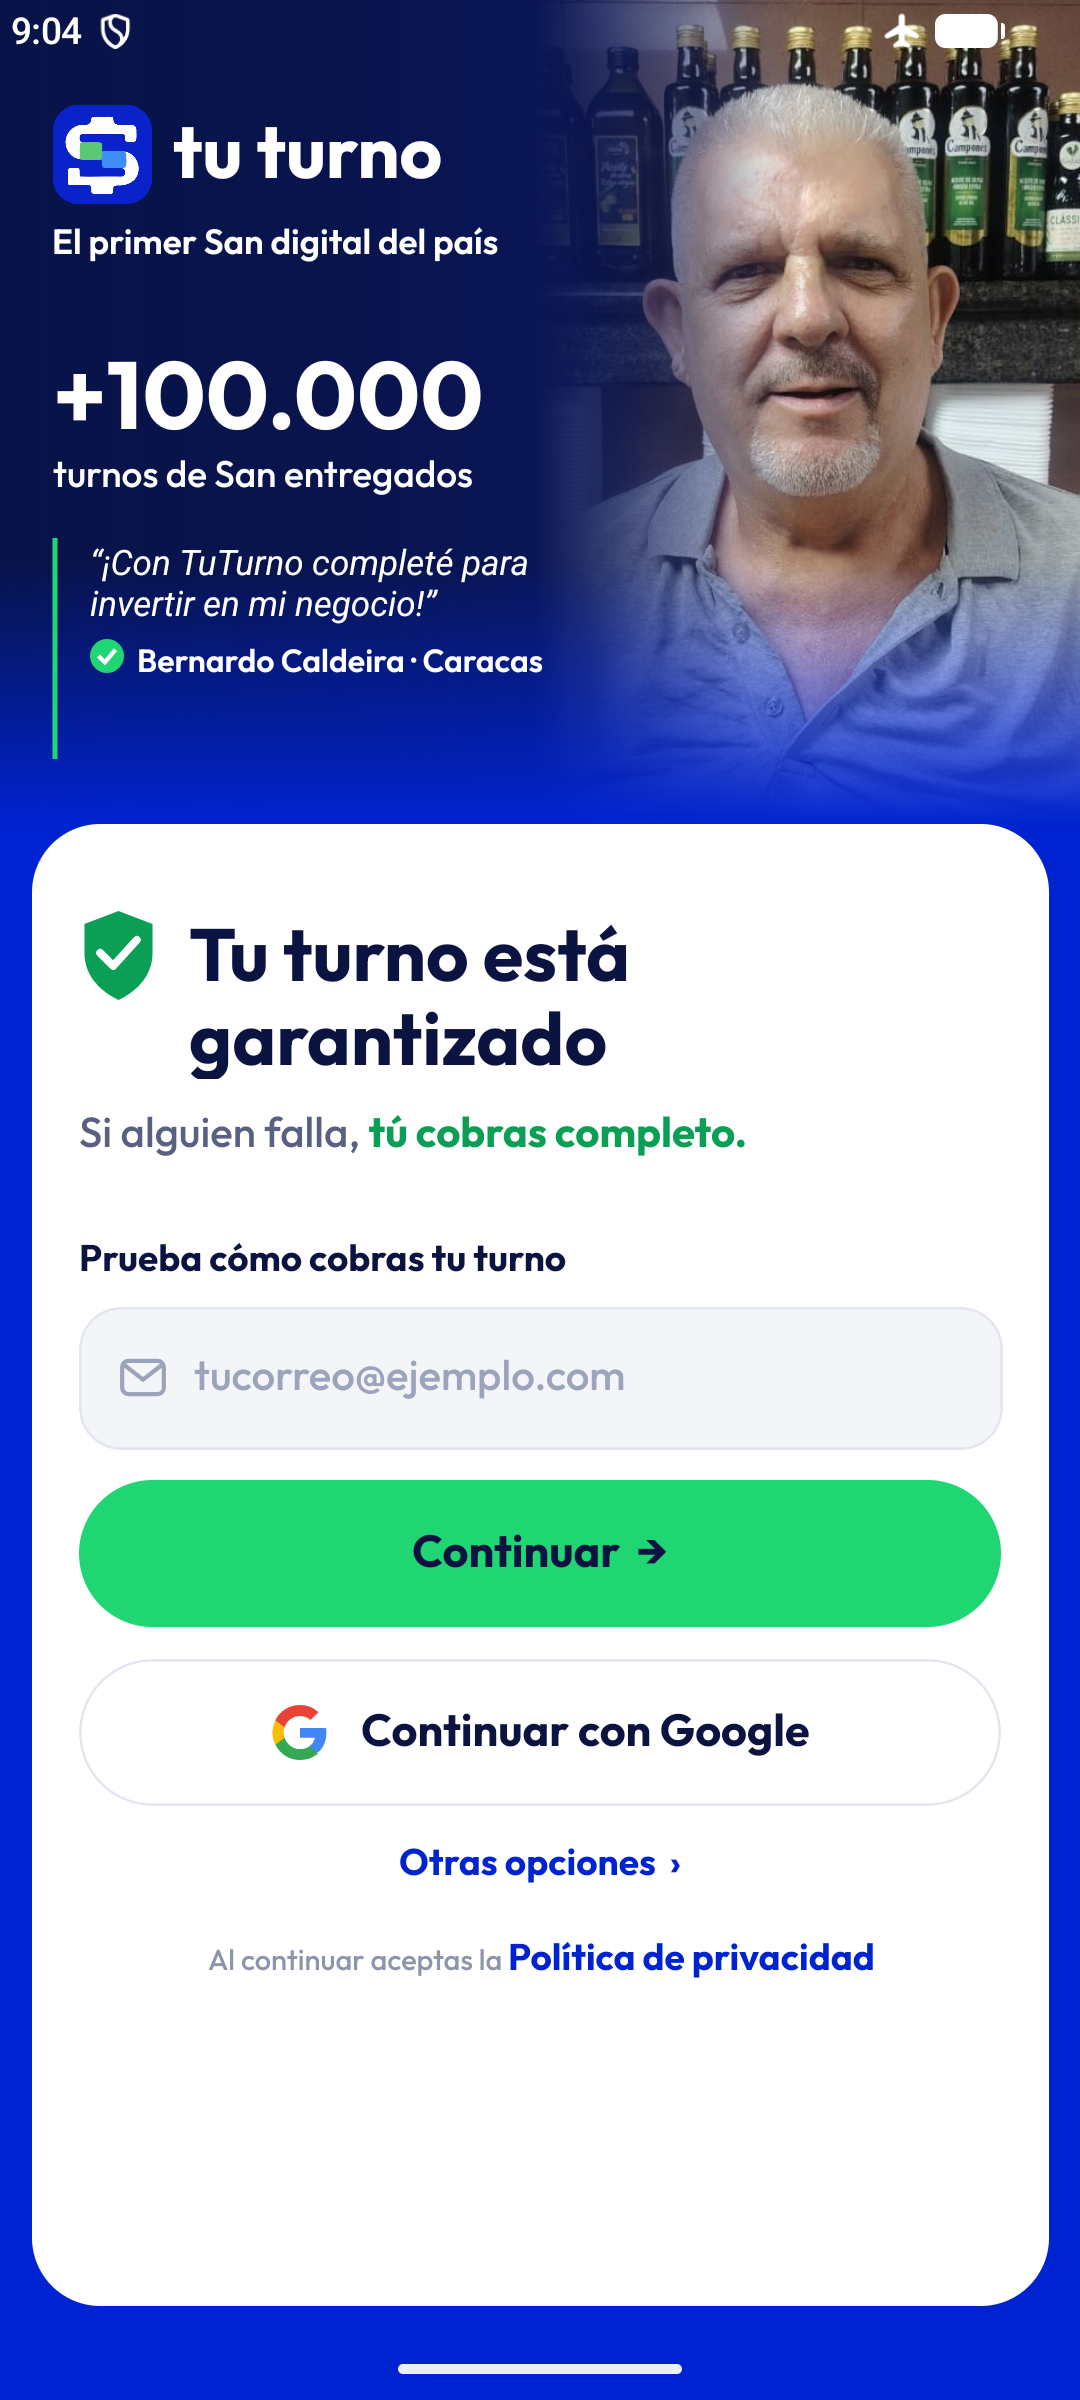 9:04
tu turno
El primer San digital del país
+100.000
turnos de San entregados
“¡Con TuTurno completé para
invertir en mi negocio!”
Bernardo Caldeira · Caracas
Tu turno está
garantizado
Si alguien falla, tú cobras completo.
Prueba cómo cobras tu turno
tucorreo@ejemplo.com
Continuar →
Continuar con Google
Otras opciones ›
Al continuar aceptas la Política de privacidad